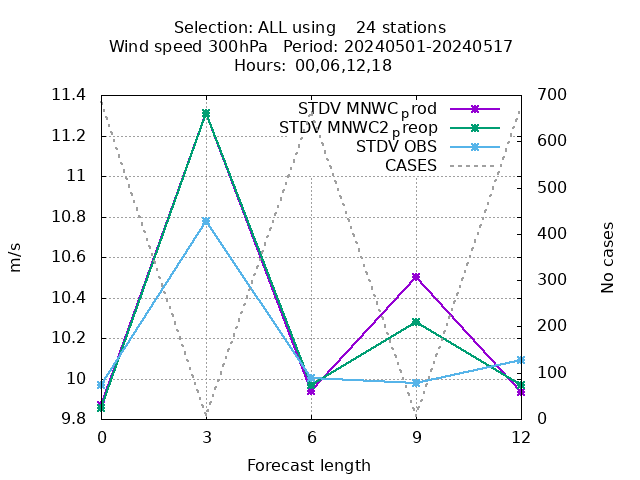 Selection: ALL using    24 stations
Wind speed 300hPa   Period: 20240501-20240517
Hours:  00,06,12,18
STDV MNWCprod
STDV MNWC2preop
STDV OBS
CASES
m/s
11.4
11.2
11
10.8
10.6
10.4
10.2
10
9.8
No cases
700
600
500
400
300
200
100
0
0 3 6 9 12
Forecast length